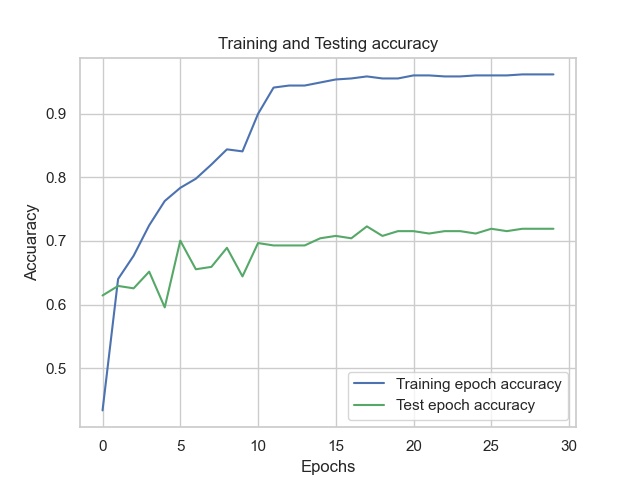 Training and Testing accuracy
0.9
0.8
0.7
0.6
0.5
Accuaracy
0
5
10
15
20
25
30
Epochs
Training epoch accuracy
Test epoch accuracy